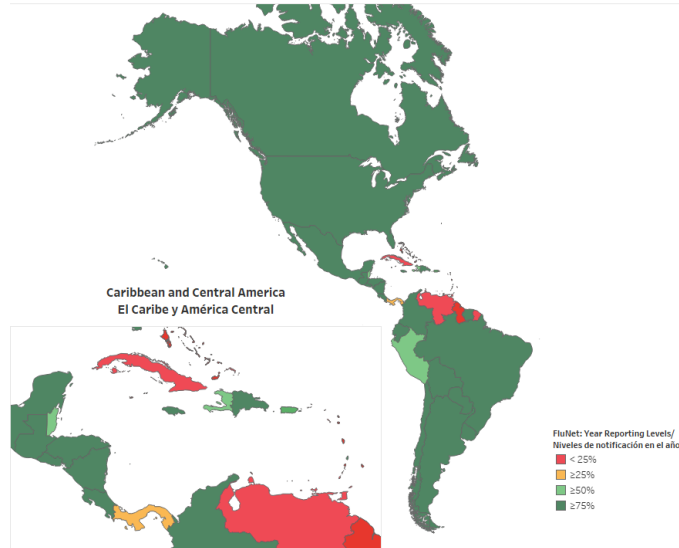 Caribbean and Central America
El Caribe y América Central
FluNet: Year Reporting Levels/
Niveles de notificación en el año
< 25%
≥25%
≥50%
≥75%